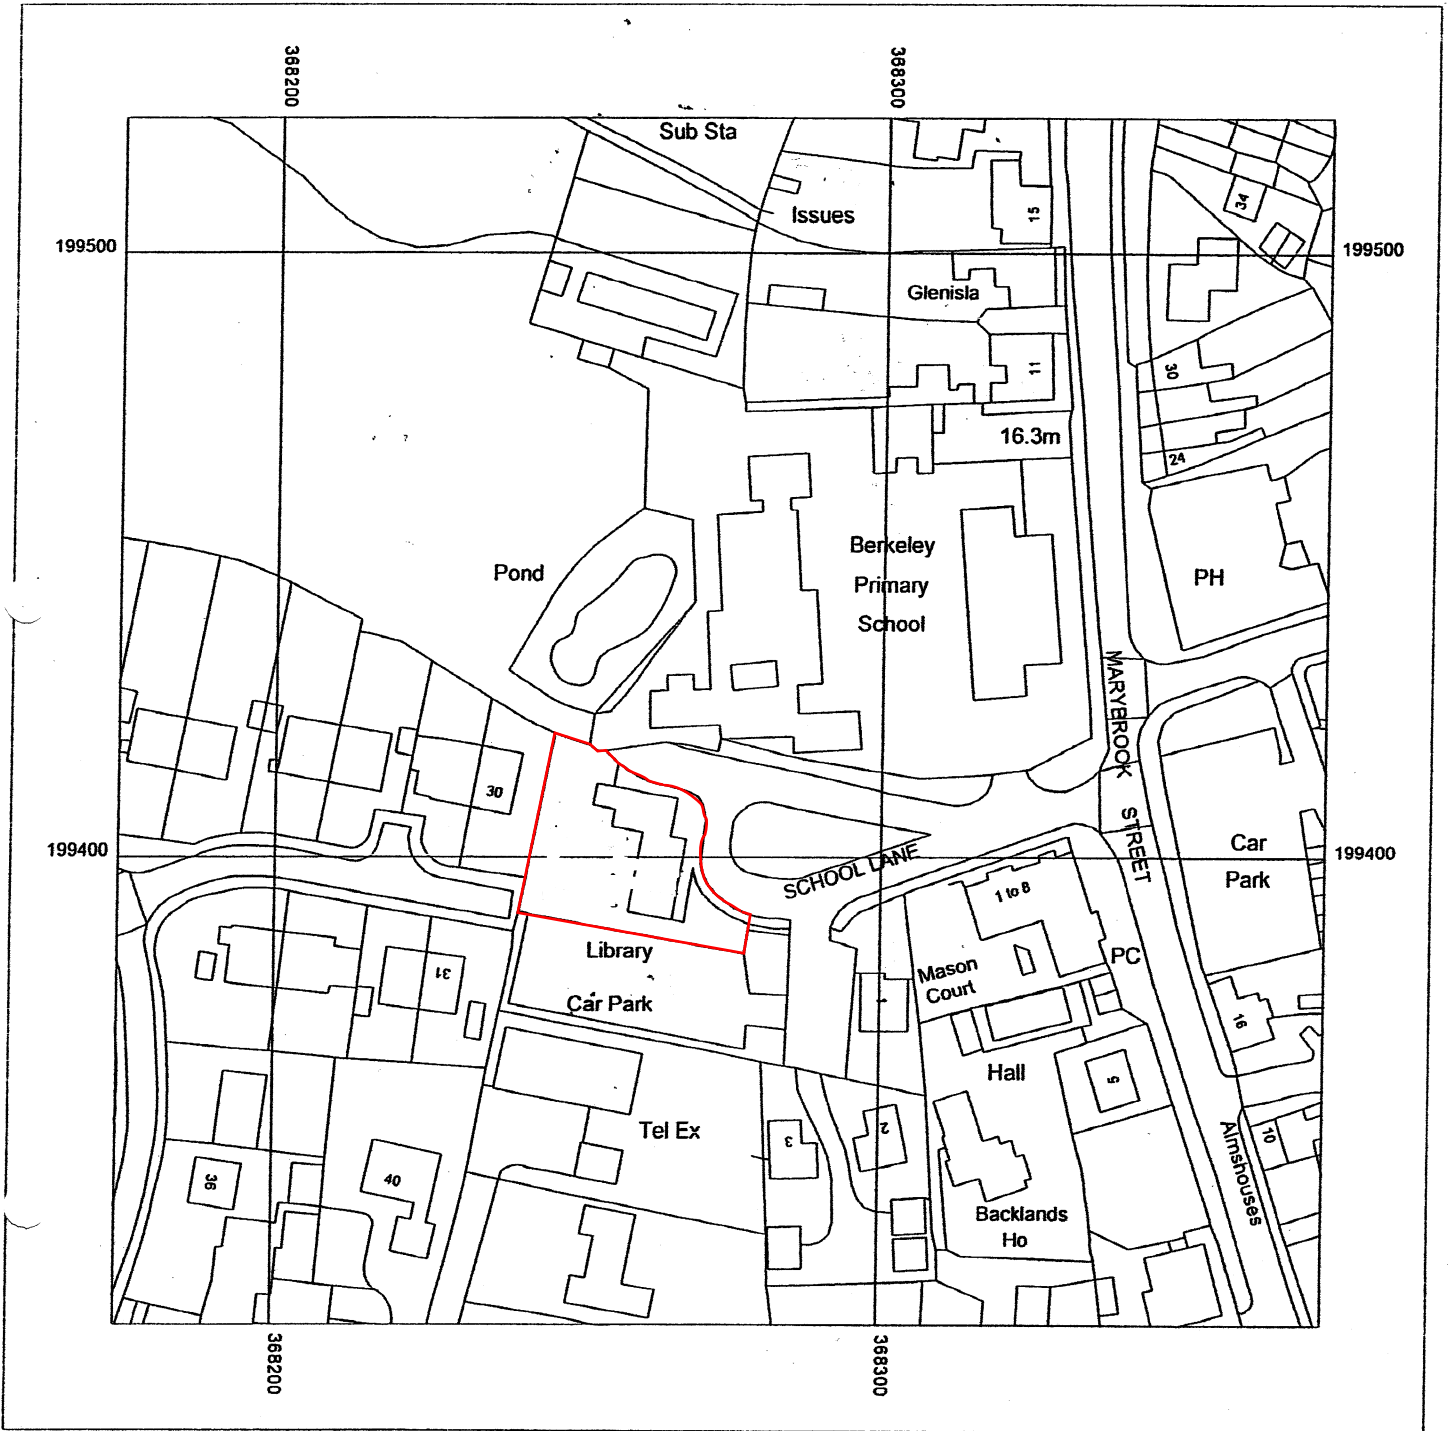 368200
368300
Sub Sta
Issues
15
34
199500
199500
Glenisla
11
30
16.3m
24
Berkeley
Primary
School
Pond
PH
MARYBROOK STREET
30
199400
199400
SCHOOL LANE
Car
Park
1 to 8
Library
Car Park
31
Mason
Court
PC
1
16
Hall
5
Tel Ex
3
2
10
Almshouses
36
40
Backlands
Ho
368200
368300